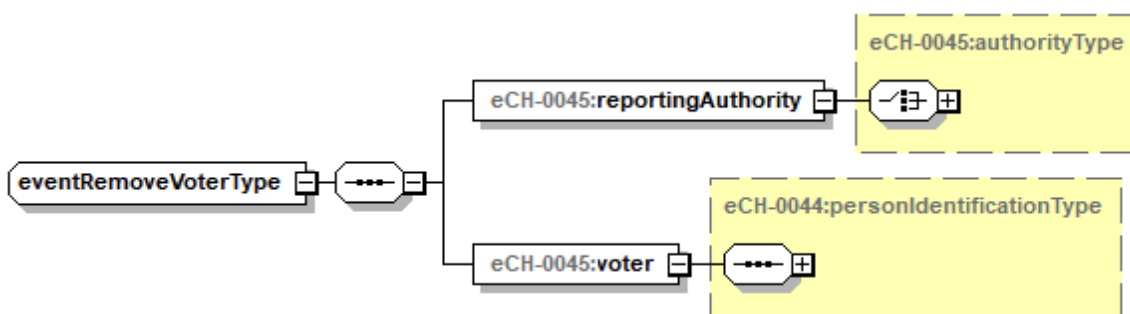 eCH-0045:authorityType
eCH-0045:reportingAuthority
eventRemoveVoterType
eCH-0044:personIdentificationType
eCH-0045:voter